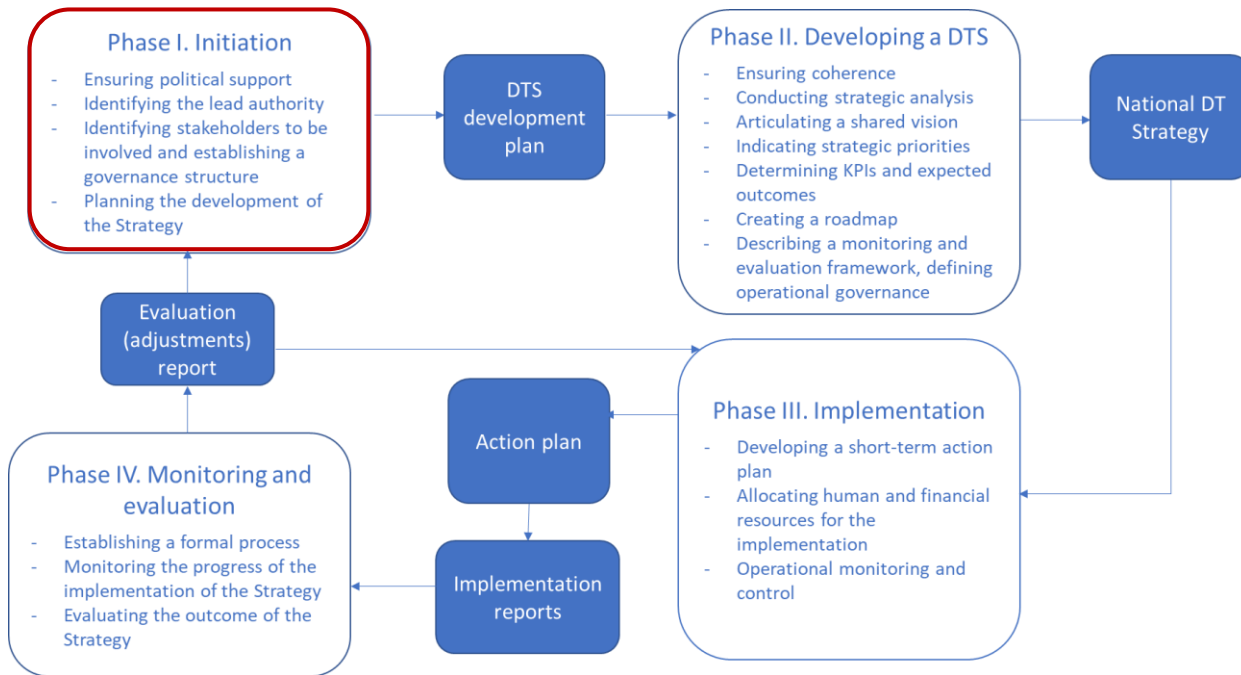 Phase I. Initiation
- Ensuring political support
- Identifying the lead authority
- Identifying stakeholders to be
involved and establishing a
governance structure
- Planning the development of
the Strategy
DTS
development
plan
Phase II. Developing a DTS
- Ensuring coherence
- Conducting strategic analysis
- Articulating a shared vision
- Indicating strategic priorities
- Determining KPIs and expected
outcomes
- Creating a roadmap
- Describing a monitoring and
evaluation framework, defining
operational governance
National DT
Strategy
Phase III. Implementation
- Developing a short-term action
plan
- Allocating human and financial
resources for the
implementation
- Operational monitoring and
control
Action plan
Implementation
reports
Phase IV. Monitoring and
evaluation
- Establishing a formal process
- Monitoring the progress of the
implementation of the Strategy
- Evaluating the outcome of the
Strategy
Evaluation
(adjustments)
report